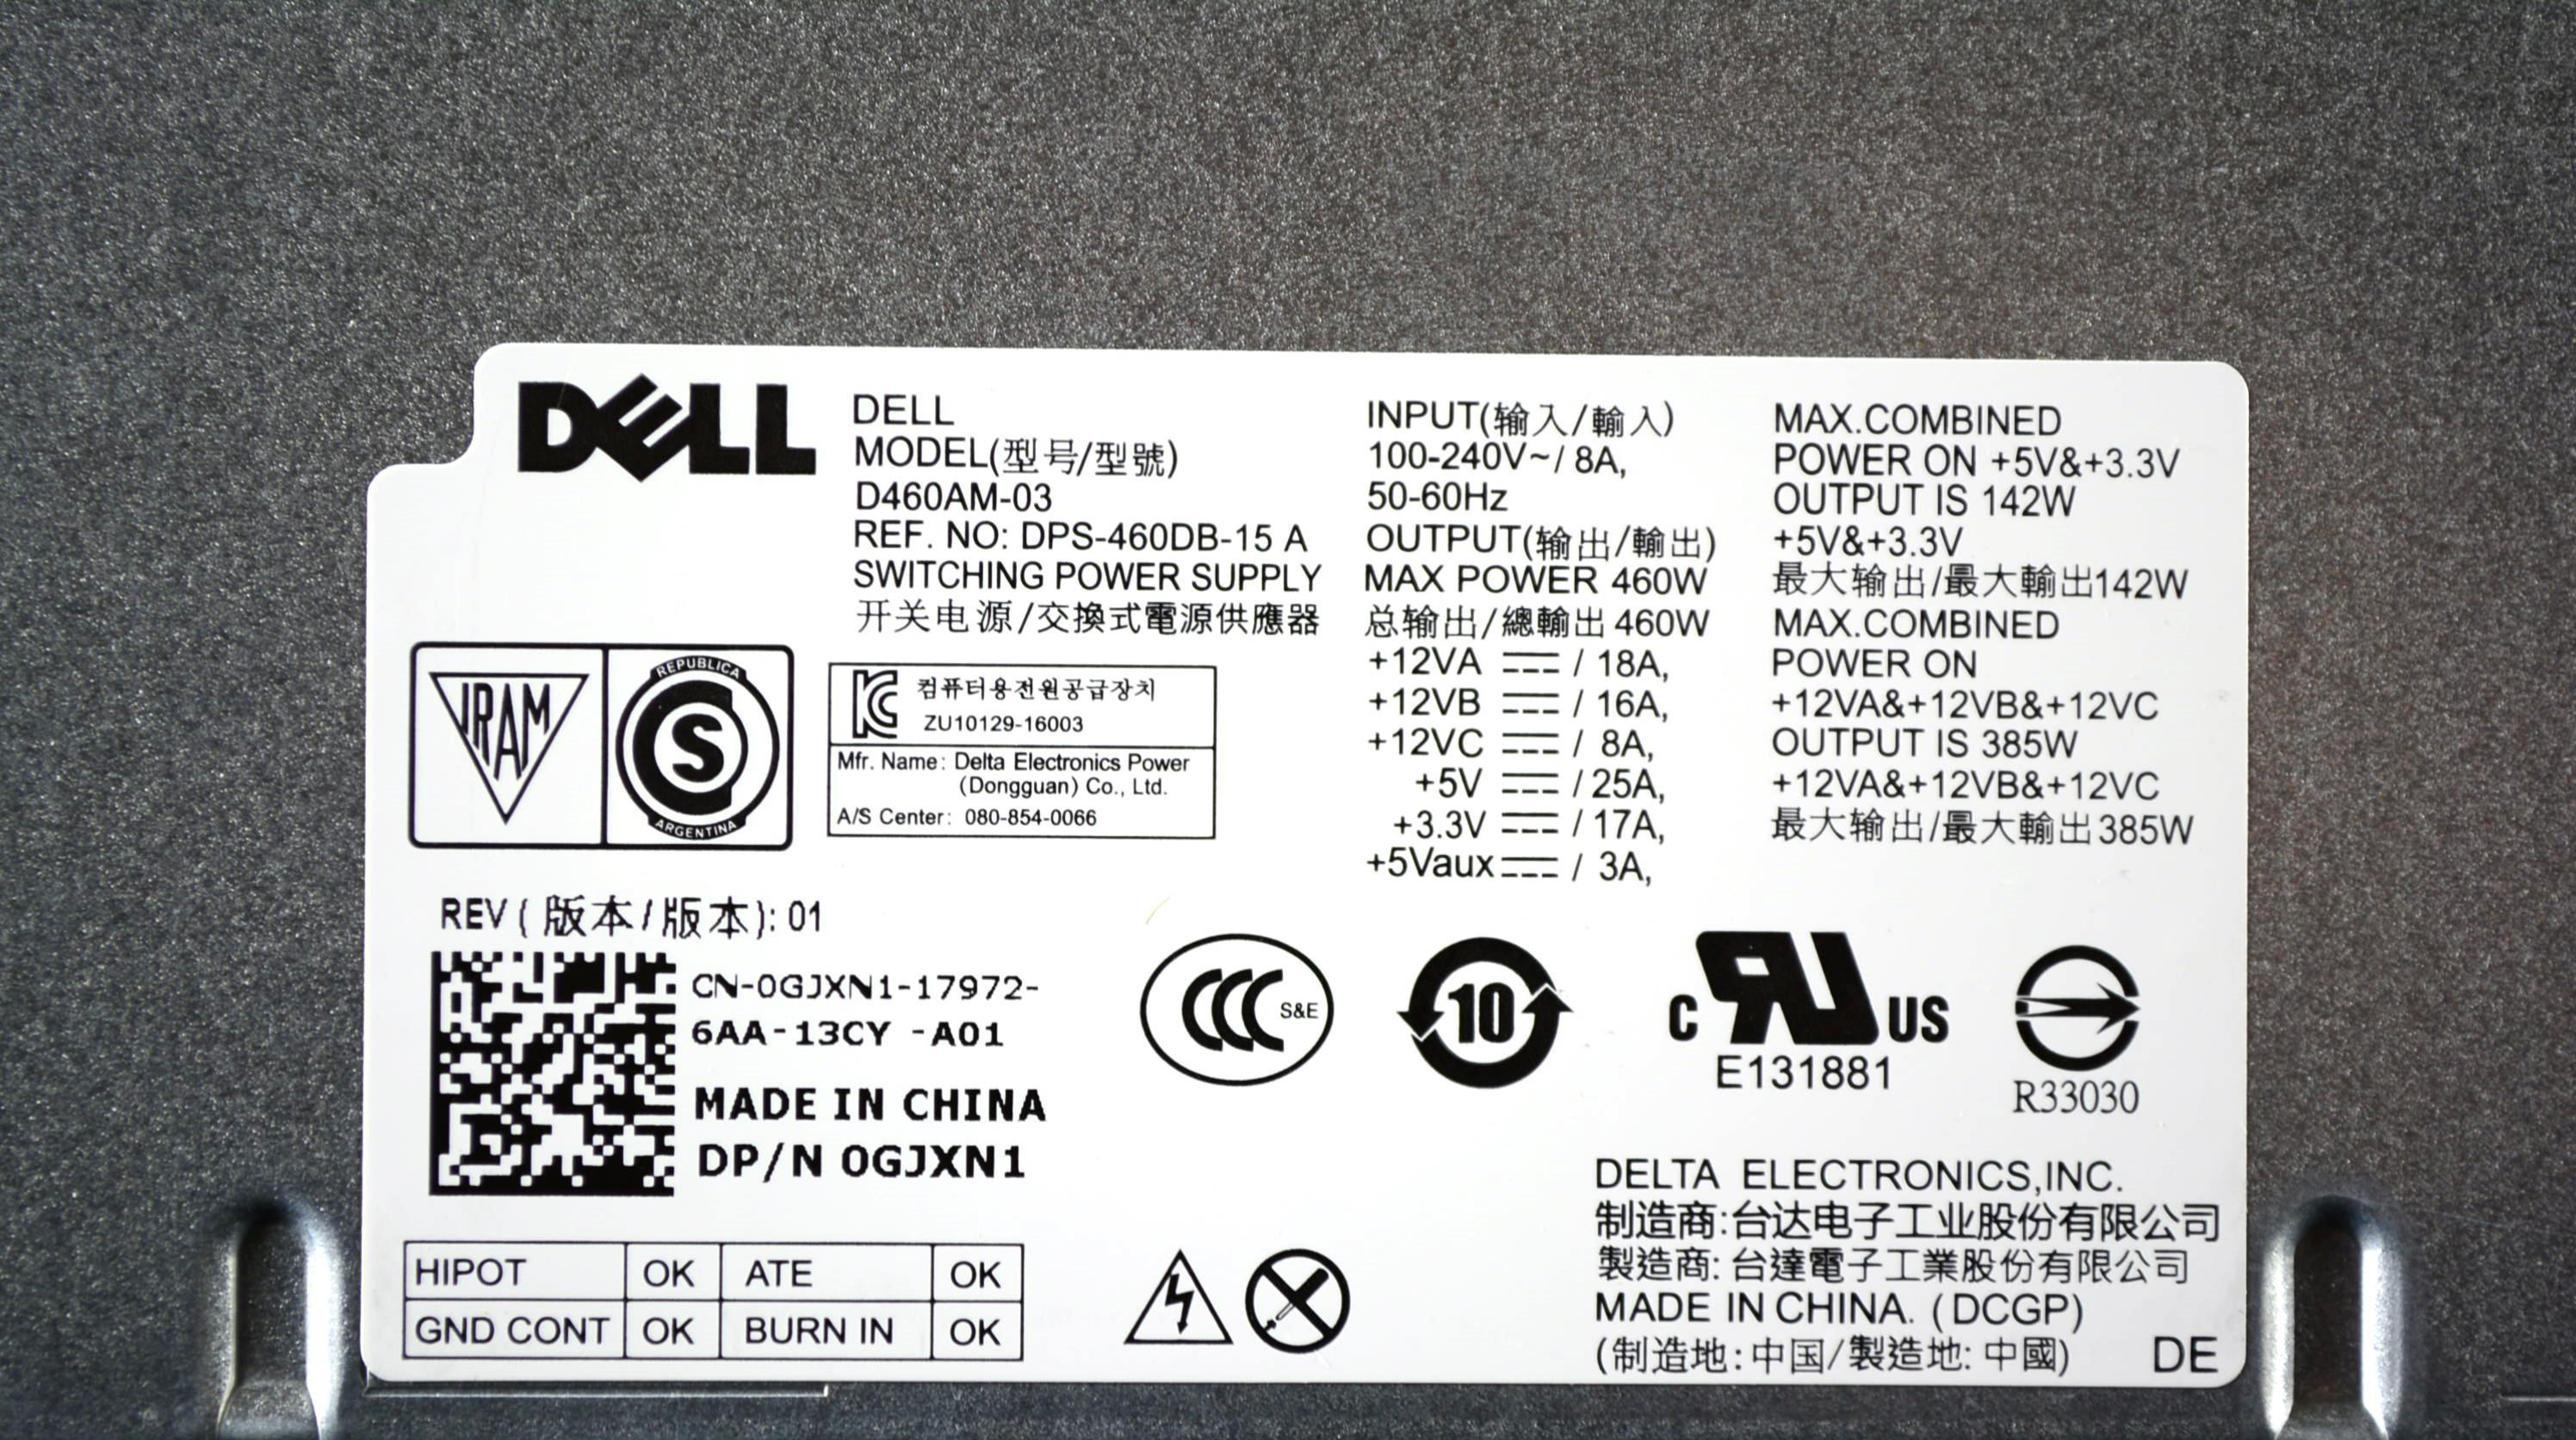 DELL
DELL
MODEL(型号/型號)
D460AM-03
REF. NO: DPS-460DB-15 A
SWITCHING POWER SUPPLY
开关电源/交換式電源供應器
INPUT(输入/輸入)
100-240V~/ 8A,
50-60Hz
OUTPUT(输出/輸出)
MAX POWER 460W
总输出/總輸出 460W
+12VA ⎓ / 18A,
+12VB ⎓ / 16A,
+12VC ⎓ / 8A,
+5V ⎓ / 25A,
+3.3V ⎓ / 17A,
+5Vaux ⎓ / 3A,
MAX.COMBINED
POWER ON +5V&+3.3V
OUTPUT IS 142W
+5V&+3.3V
最大输出/最大輸出142W
MAX.COMBINED
POWER ON
+12VA&+12VB&+12VC
OUTPUT IS 385W
+12VA&+12VB&+12VC
最大输出/最大輸出385W
IRAM
REPUBLICA
S
ARGENTINA
KC
컴퓨터용전원공급장치
ZU10129-16003
Mfr. Name: Delta Electronics Power
(Dongguan) Co., Ltd.
A/S Center: 080-854-0066
REV ( 版本/版本): 01
CN-0GJXN1-17972-
6AA-13CY -A01
MADE IN CHINA
DP/N 0GJXN1
CCC S&E
10
c RU US
E131881
R33030
HIPOT OK ATE OK
GND CONT OK BURN IN OK
DELTA ELECTRONICS,INC.
制造商:台达电子工业股份有限公司
製造商: 台達電子工業股份有限公司
MADE IN CHINA. (DCGP)
(制造地:中国/製造地: 中國) DE